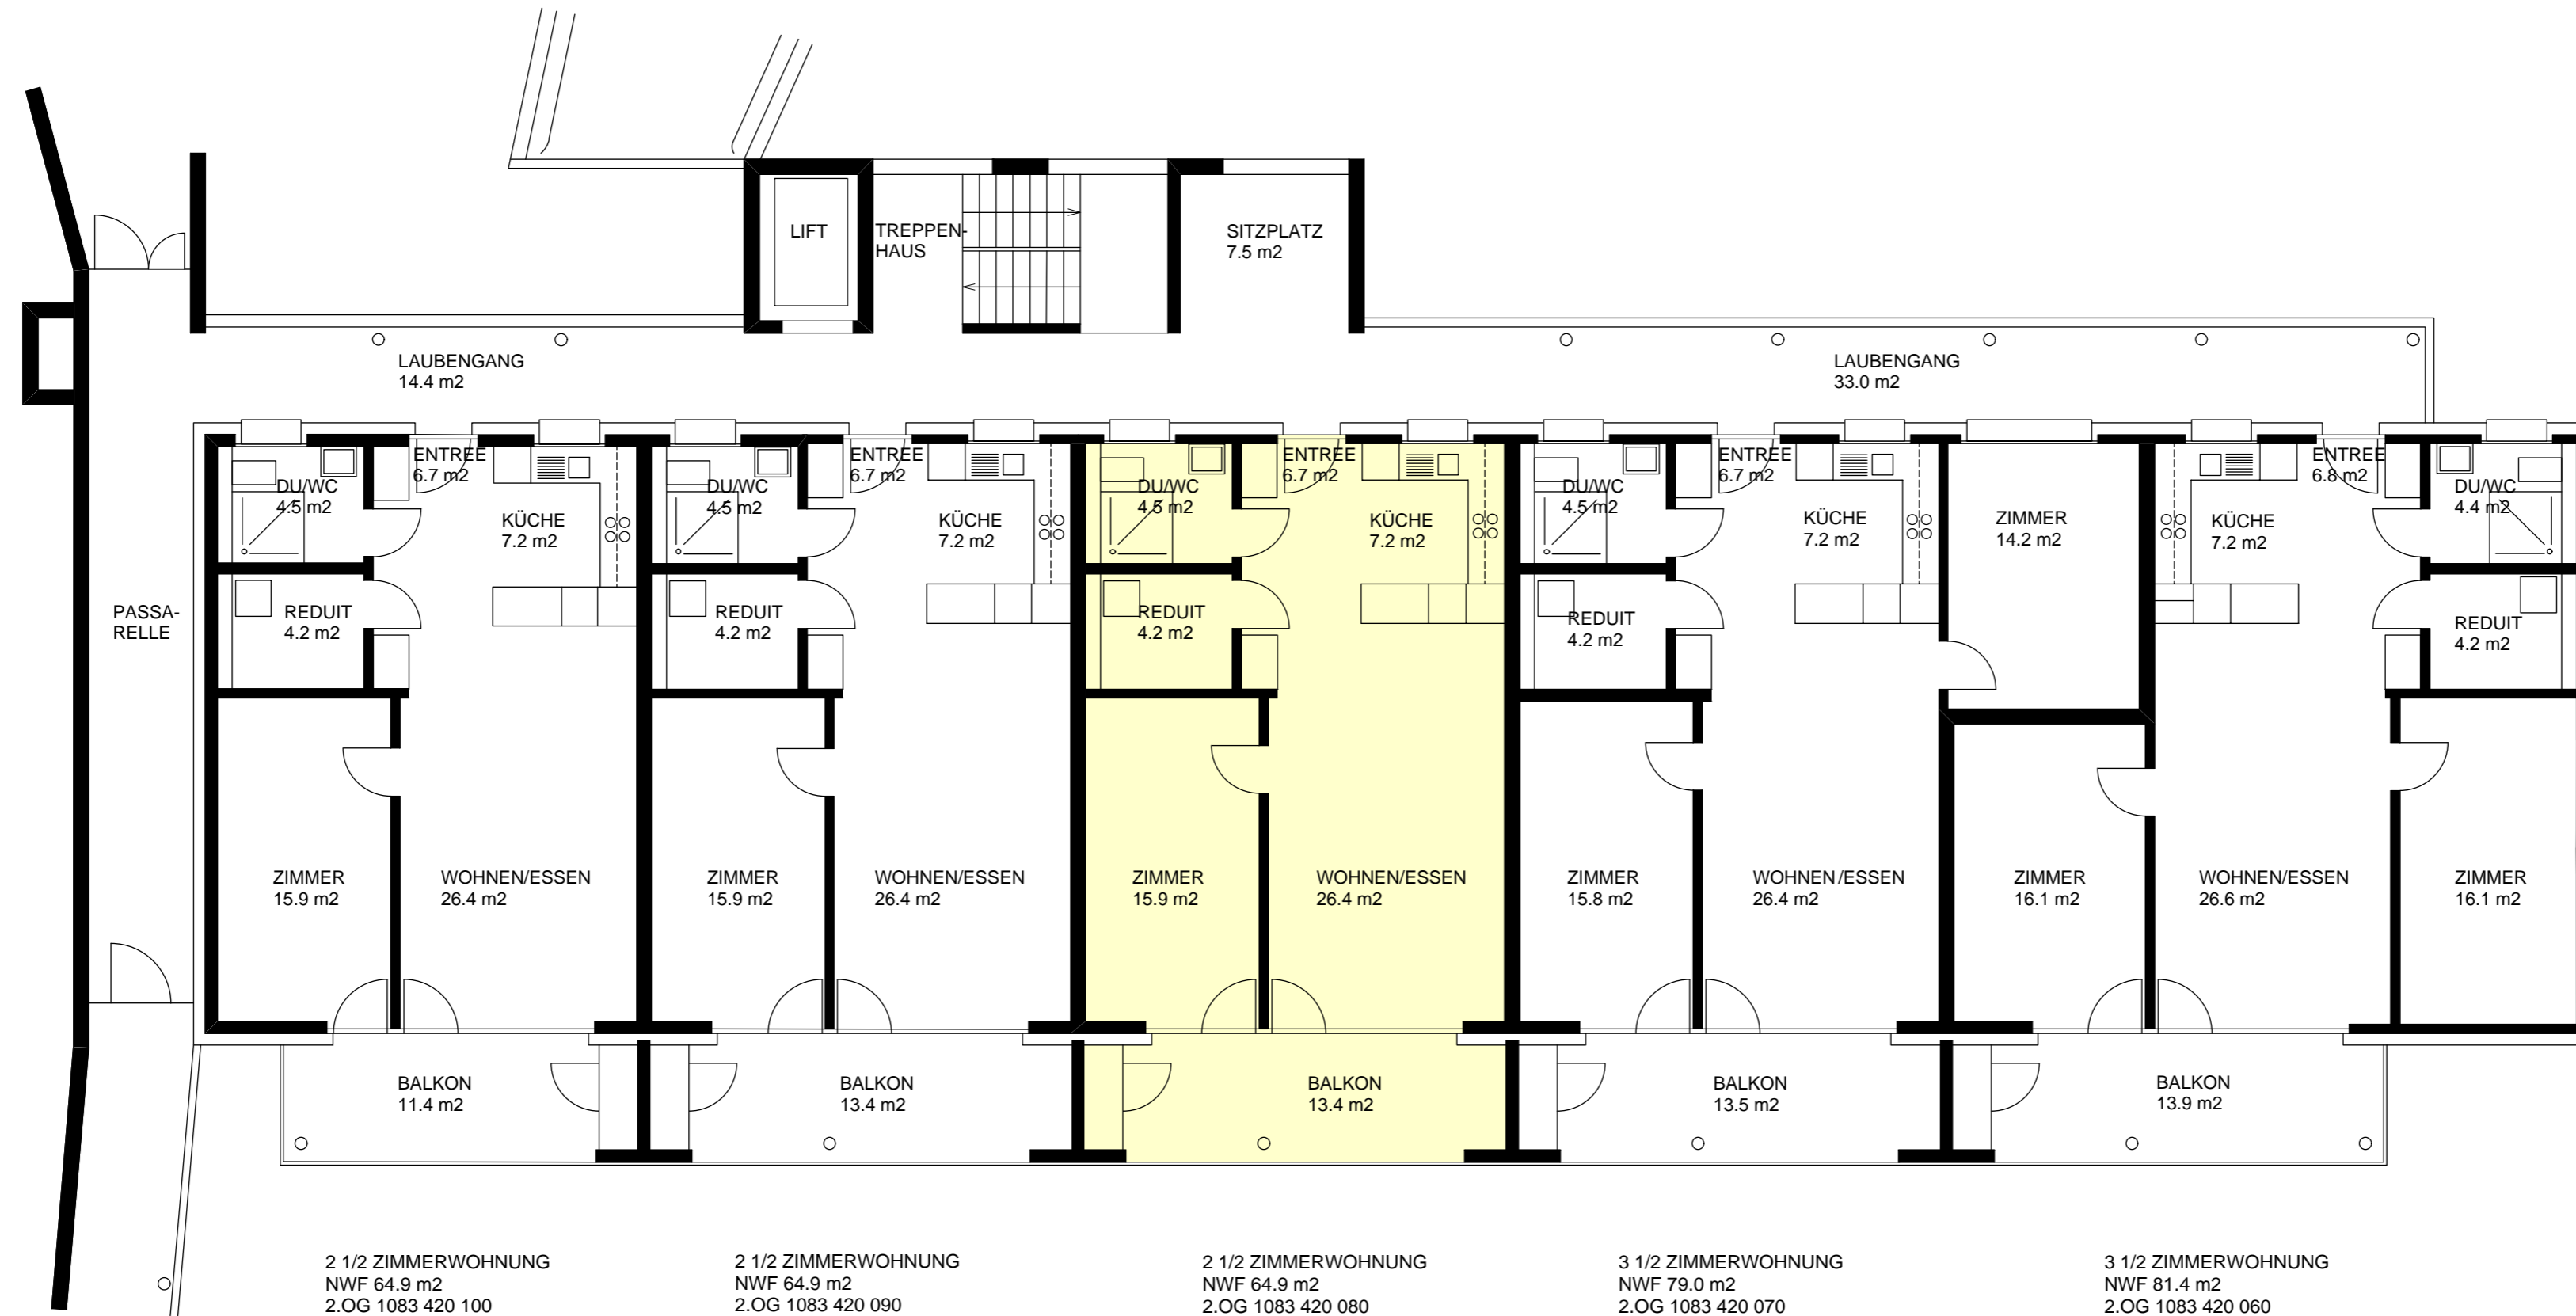 LIFT
TREPPEN-
HAUS
SITZPLATZ
7.5 m2
LAUBENGANG
14.4 m2
LAUBENGANG
33.0 m2
PASSA-
RELLE
DU/WC
4.5 m2
ENTREE
6.7 m2
KÜCHE
7.2 m2
REDUIT
4.2 m2
ZIMMER
15.9 m2
WOHNEN/ESSEN
26.4 m2
BALKON
11.4 m2
DU/WC
4.5 m2
ENTREE
6.7 m2
KÜCHE
7.2 m2
REDUIT
4.2 m2
ZIMMER
15.9 m2
WOHNEN/ESSEN
26.4 m2
BALKON
13.4 m2
DU/WC
4.5 m2
ENTREE
6.7 m2
KÜCHE
7.2 m2
REDUIT
4.2 m2
ZIMMER
15.9 m2
WOHNEN/ESSEN
26.4 m2
BALKON
13.4 m2
DU/WC
4.5 m2
ENTREE
6.7 m2
KÜCHE
7.2 m2
REDUIT
4.2 m2
ZIMMER
15.8 m2
WOHNEN/ESSEN
26.4 m2
ZIMMER
14.2 m2
BALKON
13.5 m2
KÜCHE
7.2 m2
ENTREE
6.8 m2
DU/WC
4.4 m2
REDUIT
4.2 m2
ZIMMER
16.1 m2
WOHNEN/ESSEN
26.6 m2
ZIMMER
16.1 m2
BALKON
13.9 m2
2 1/2 ZIMMERWOHNUNG
NWF 64.9 m2
2.OG 1083 420 100
2 1/2 ZIMMERWOHNUNG
NWF 64.9 m2
2.OG 1083 420 090
2 1/2 ZIMMERWOHNUNG
NWF 64.9 m2
2.OG 1083 420 080
3 1/2 ZIMMERWOHNUNG
NWF 79.0 m2
2.OG 1083 420 070
3 1/2 ZIMMERWOHNUNG
NWF 81.4 m2
2.OG 1083 420 060